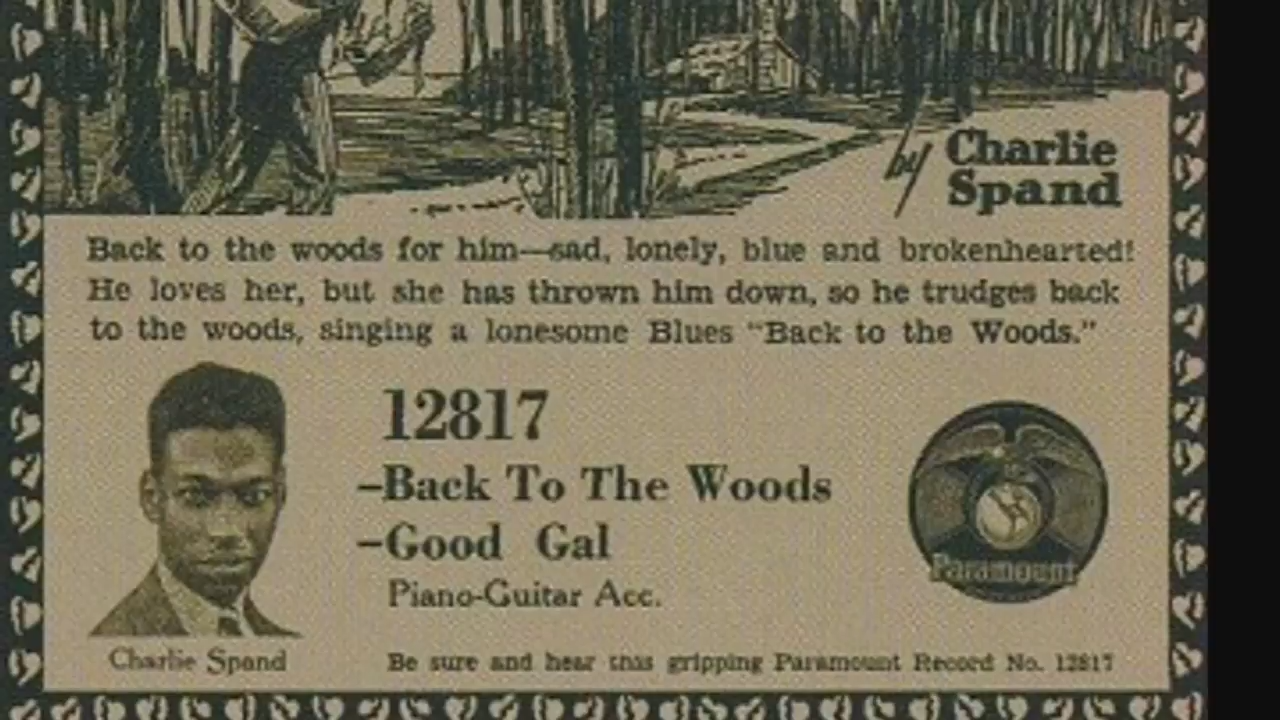 by Charlie
Spand
Back to the woods for him—sad, lonely, blue and brokenhearted!
He loves her, but she has thrown him down, so he trudges back
to the woods, singing a lonesome Blues "Back to the Woods."
12817
–Back To The Woods
–Good Gal
Piano-Guitar Acc.
Paramount
Charlie Spand
Be sure and hear this gripping Paramount Record No. 12817